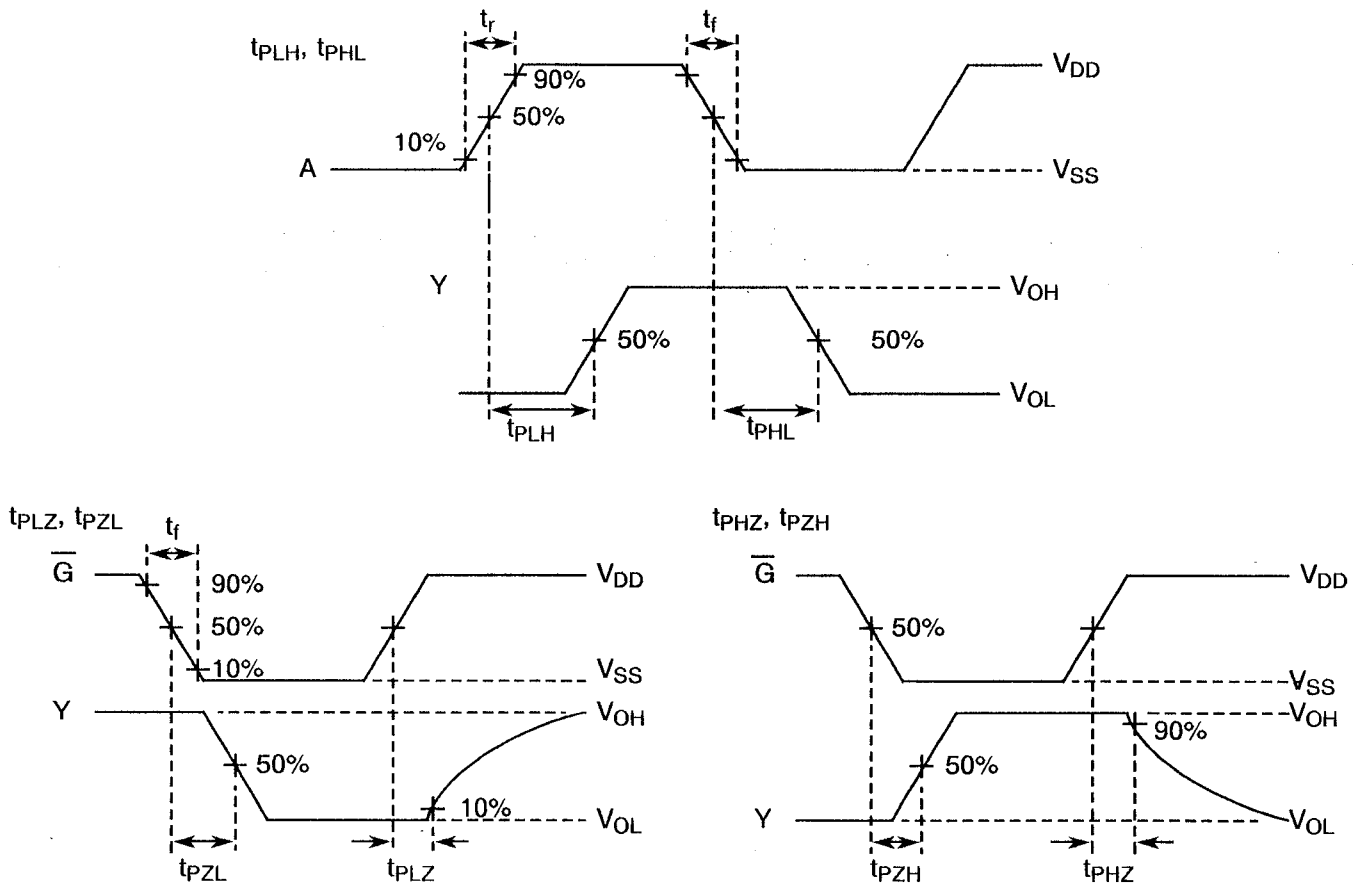 tPLH, tPHL
tr
tf
90%
50%
10%
A
VDD
VSS
Y
50%
50%
VOH
VOL
tPLH
tPHL
tPLZ, tPZL
tf
G
90%
50%
10%
VDD
VSS
Y
50%
10%
VOH
VOL
tPZL
tPLZ
tPHZ, tPZH
G
50%
VDD
VSS
VOH
90%
50%
Y
VOL
tPZH
tPHZ